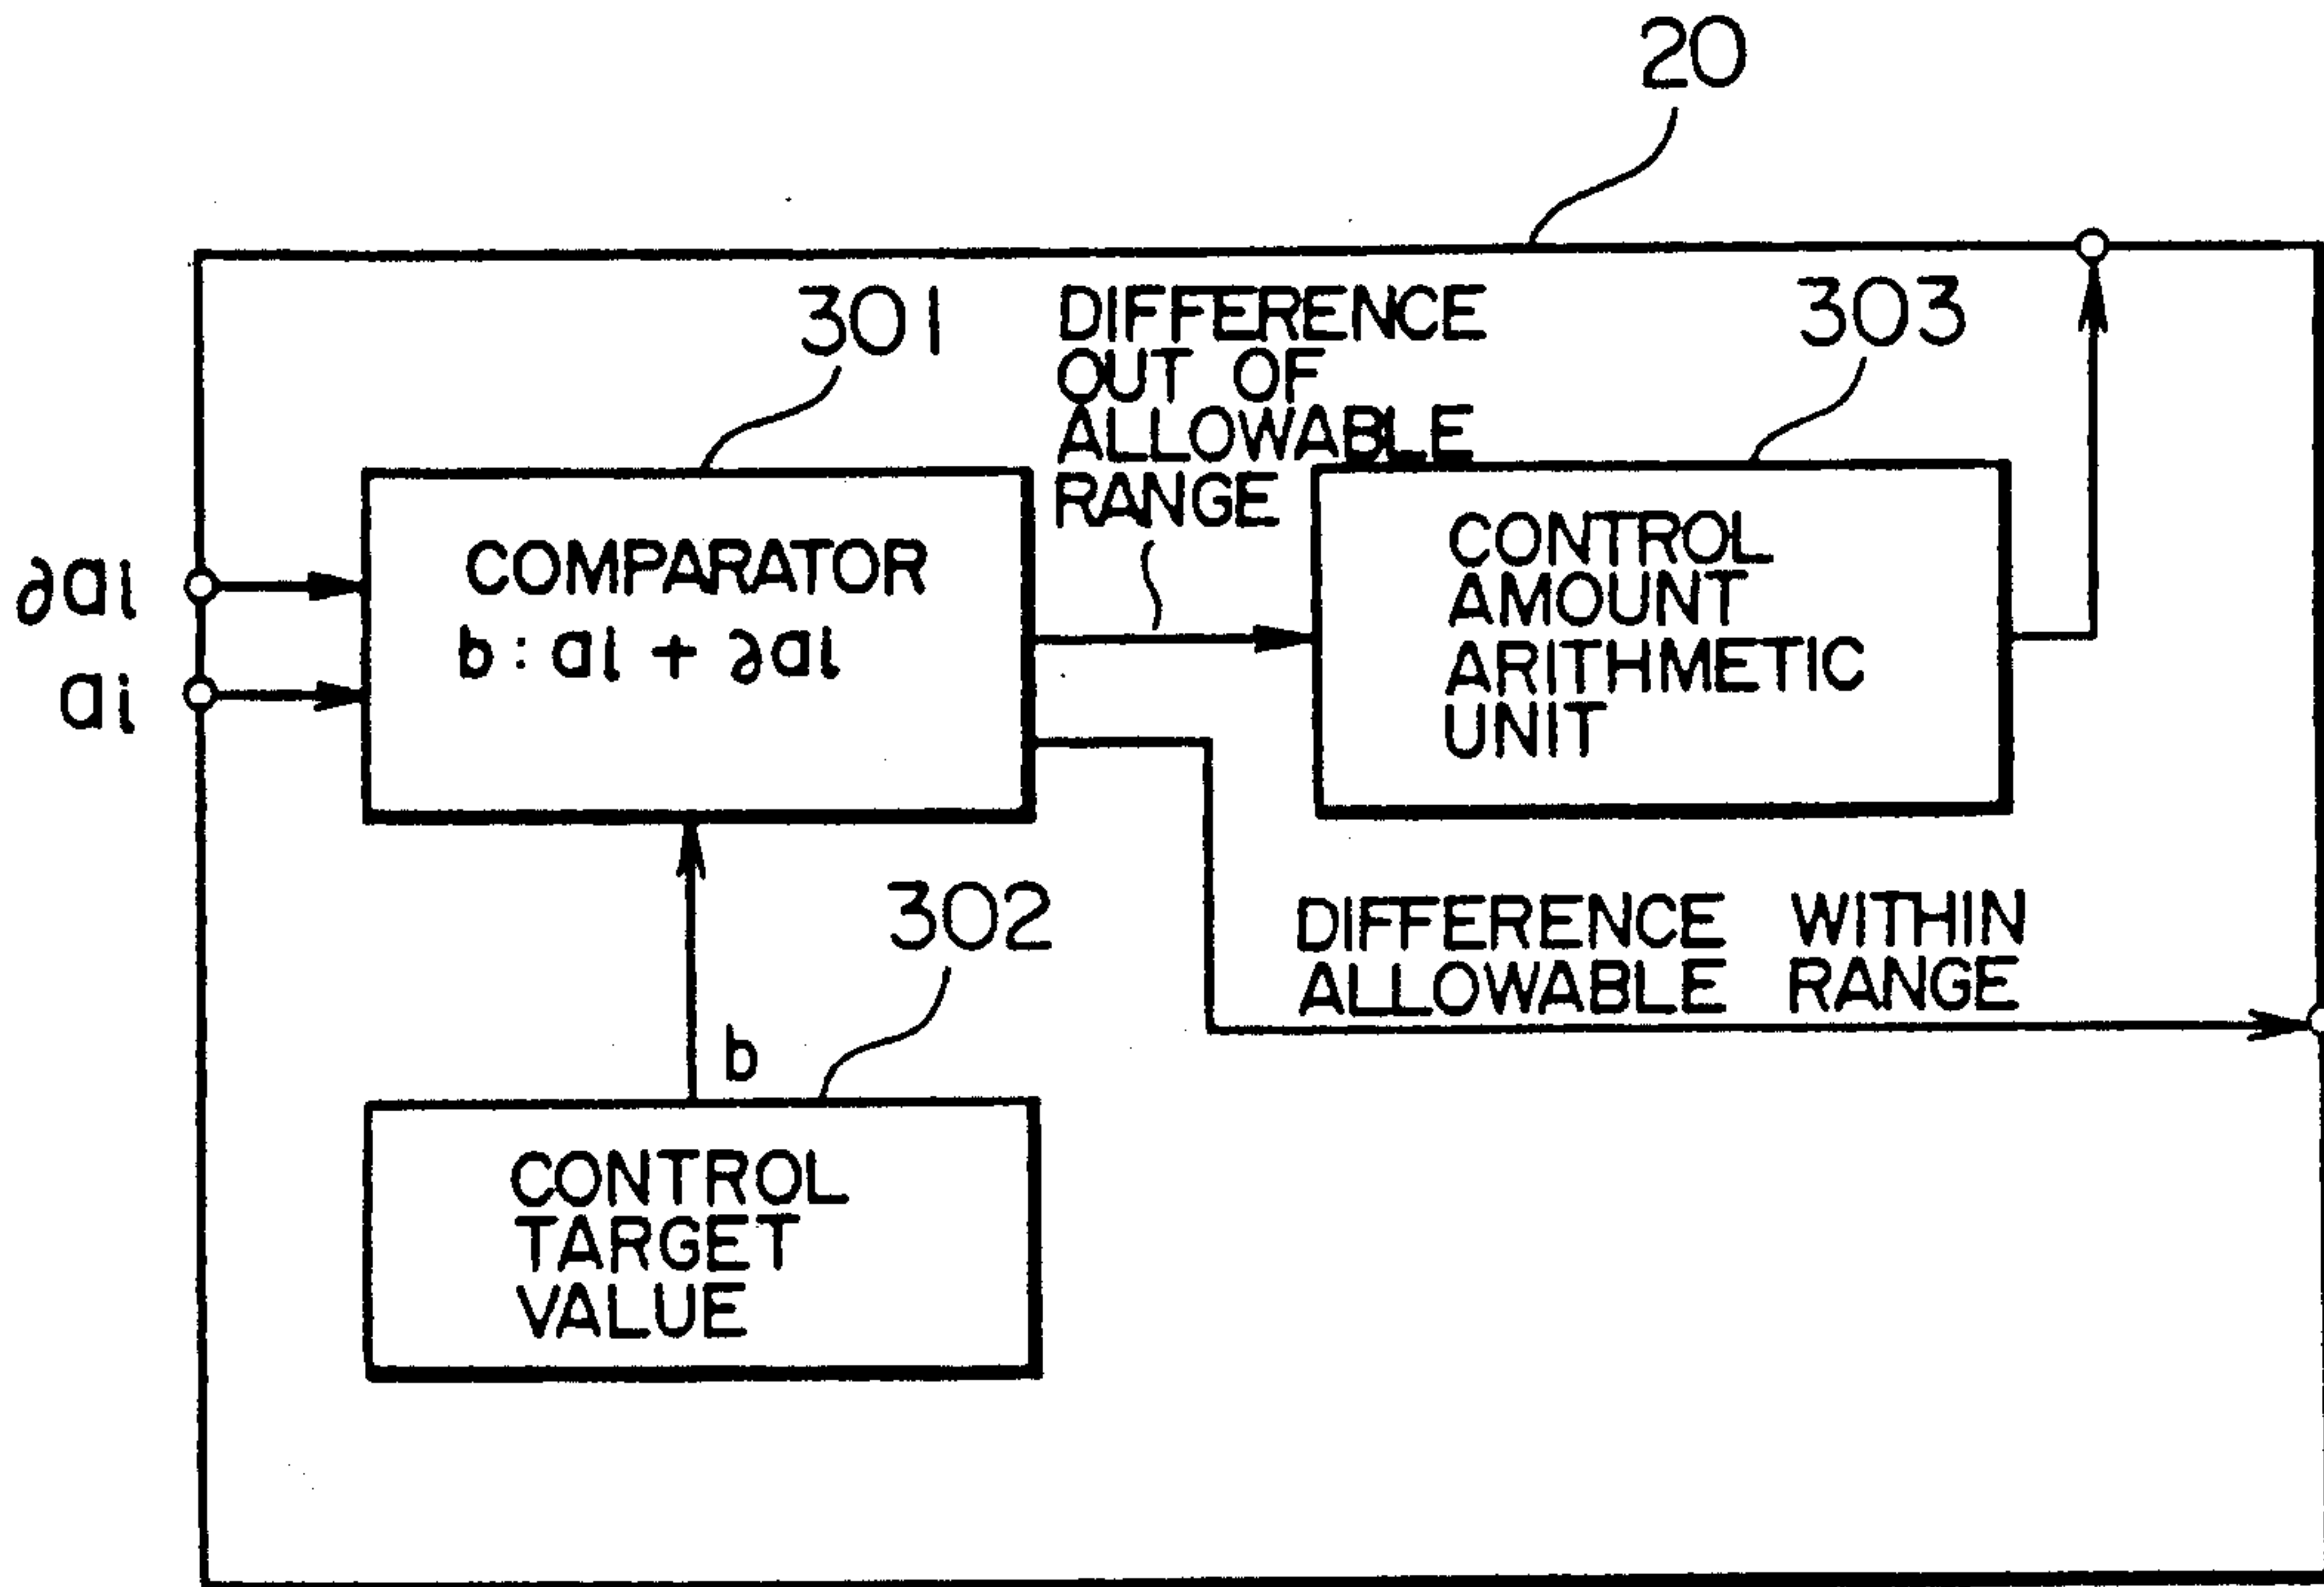 20
301
DIFFERENCE
OUT OF
ALLOWABLE
RANGE
303
∂ai
ai
COMPARATOR
b : ai + ∂ai
CONTROL
AMOUNT
ARITHMETIC
UNIT
302
DIFFERENCE WITHIN
ALLOWABLE RANGE
b
CONTROL
TARGET
VALUE